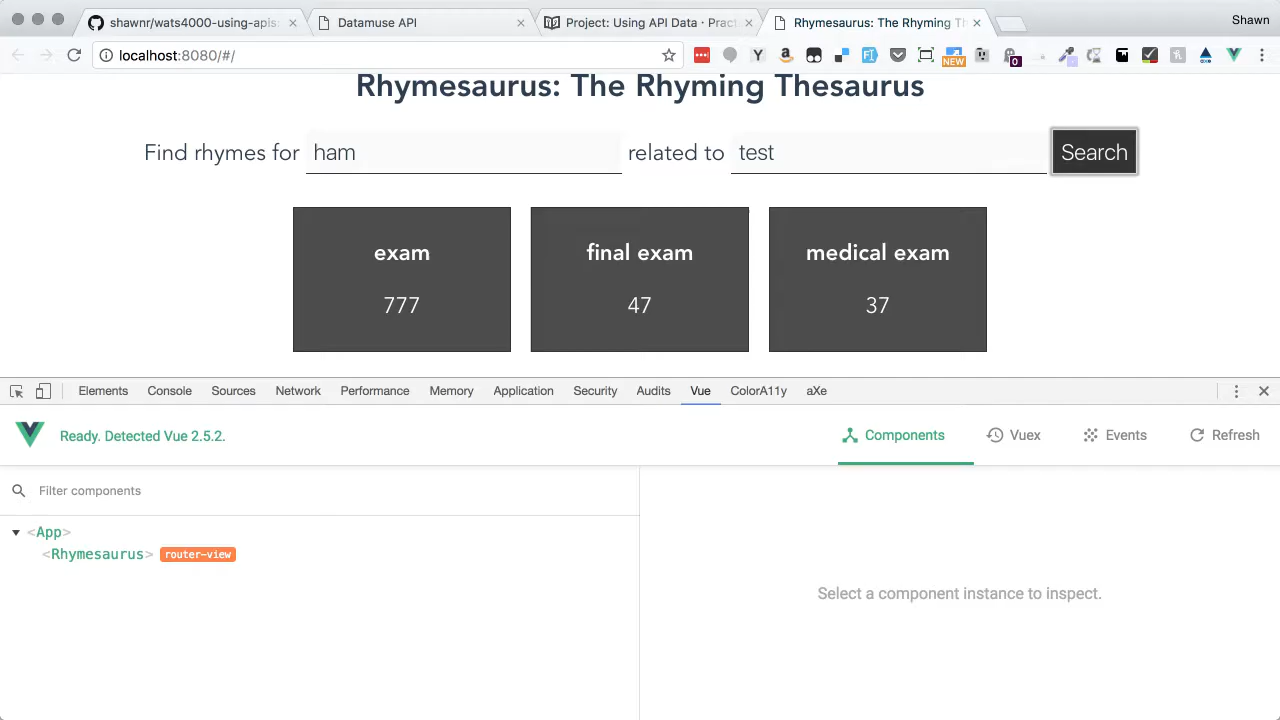 shawnr/wats4000-using-apis:
Datamuse API
Project: Using API Data · Pract
Rhymesaurus: The Rhyming Th
Shawn
localhost:8080/#/
Y
a
NEW
0
Rhymesaurus: The Rhyming Thesaurus
Find rhymes for ham related to test Search
exam
777
final exam
47
medical exam
37
Elements Console Sources Network Performance Memory Application Security Audits Vue ColorA11y aXe
Ready. Detected Vue 2.5.2.
Components Vuex Events Refresh
Filter components
<App>
<Rhymesaurus> router-view
Select a component instance to inspect.